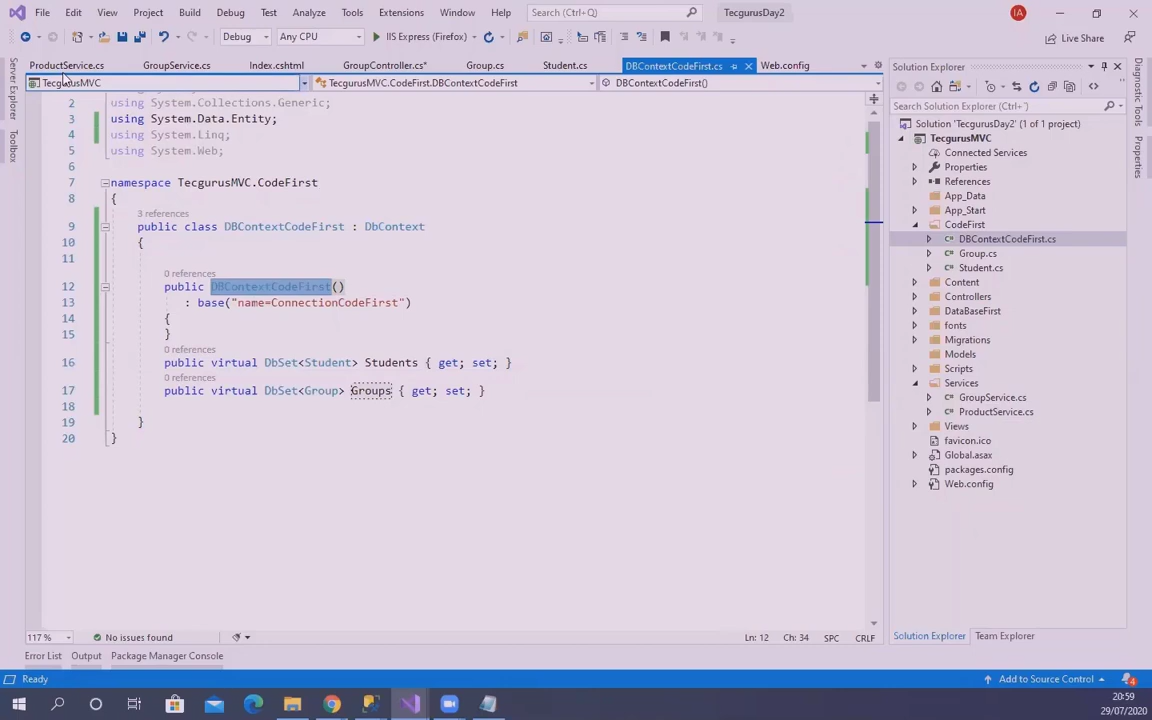 File Edit View Project Build Debug Test Analyze Tools Extensions Window Help Search (Ctrl+Q) TecgurusDay2 IA
Debug Any CPU IIS Express (Firefox) Live Share
ProductService.cs GroupService.cs Index.cshtml GroupController.cs* Group.cs Student.cs DBContextCodeFirst.cs Web.config
TecgurusMVC TecgurusMVC.CodeFirst.DBContextCodeFirst DBContextCodeFirst()
2 using System.Collections.Generic;
3 using System.Data.Entity;
4 using System.Linq;
5 using System.Web;
6
7 namespace TecgurusMVC.CodeFirst
8 {
3 references
9 public class DBContextCodeFirst : DbContext
10 {
11
0 references
12 public DBContextCodeFirst()
13 : base("name=ConnectionCodeFirst")
14 {
15 }
0 references
16 public virtual DbSet<Student> Students { get; set; }
0 references
17 public virtual DbSet<Group> Groups { get; set; }
18
19 }
20 }
117 % No issues found Ln: 12 Ch: 34 SPC CRLF
Server Explorer
Toolbox
Solution Explorer
Search Solution Explorer (Ctrl+´)
Solution 'TecgurusDay2' (1 of 1 project)
TecgurusMVC
Connected Services
Properties
References
App_Data
App_Start
CodeFirst
DBContextCodeFirst.cs
Group.cs
Student.cs
Content
Controllers
DataBaseFirst
fonts
Migrations
Models
Scripts
Services
GroupService.cs
ProductService.cs
Views
favicon.ico
Global.asax
packages.config
Web.config
Solution Explorer Team Explorer
Diagnostic Tools
Properties
Error List Output Package Manager Console
Ready Add to Source Control 4
20:59
29/07/2020